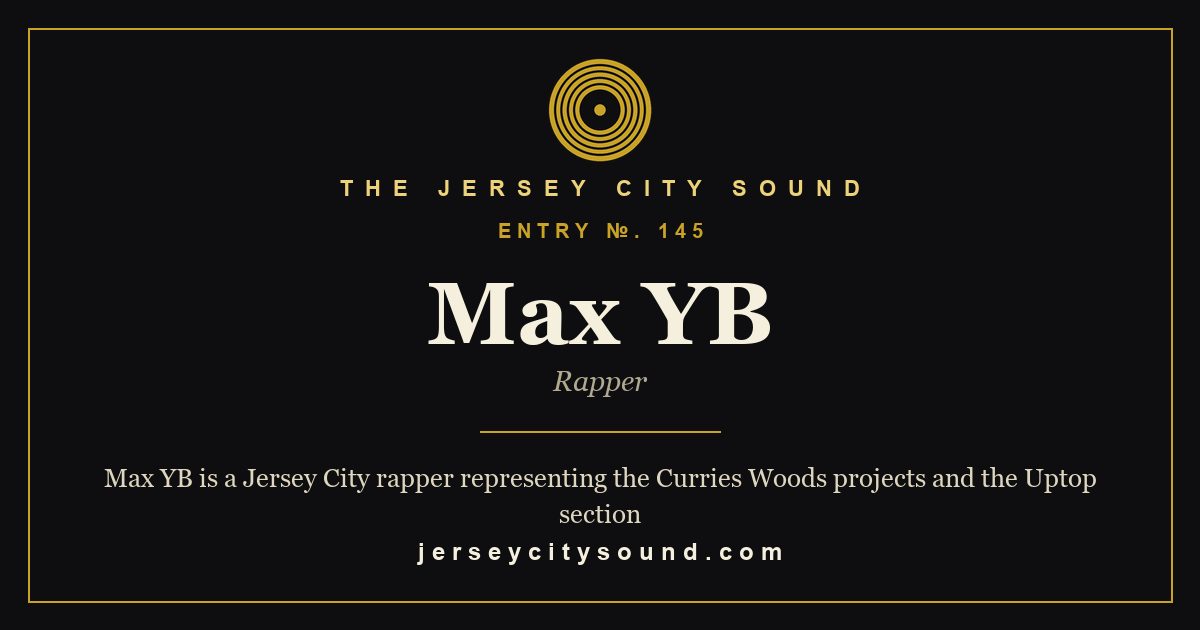 THE JERSEY CITY SOUND
ENTRY №. 145
Max YB
Rapper
Max YB is a Jersey City rapper representing the Curries Woods projects and the Uptop
section
jerseycitysound.com